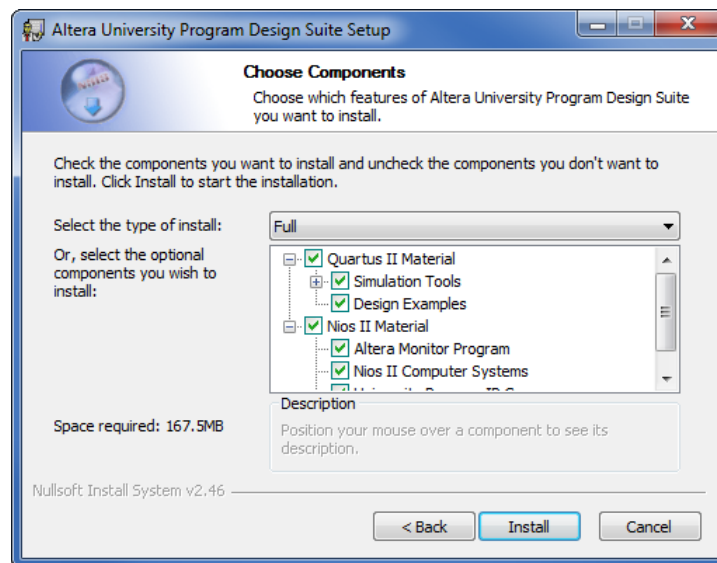 Altera University Program Design Suite Setup
Choose Components
Choose which features of Altera University Program Design Suite
you want to install.
Check the components you want to install and uncheck the components you don't want to
install. Click Install to start the installation.
Select the type of install:
Full
Or, select the optional
components you wish to
install:
Quartus II Material
Simulation Tools
Design Examples
Nios II Material
Altera Monitor Program
Nios II Computer Systems
Space required: 167.5MB
Description
Position your mouse over a component to see its
description.
Nullsoft Install System v2.46
< Back
Install
Cancel